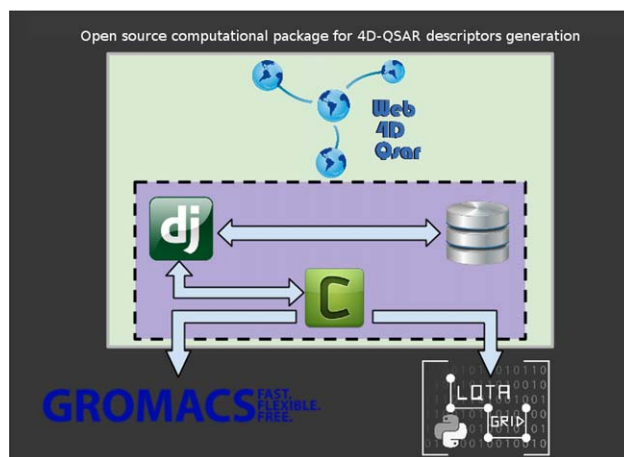 Open source computational package for 4D-QSAR descriptors generation
Web
4D
Qsar
dj
C
GROMACS
FAST.
FLEXIBLE.
FREE.
LQTA
GRID